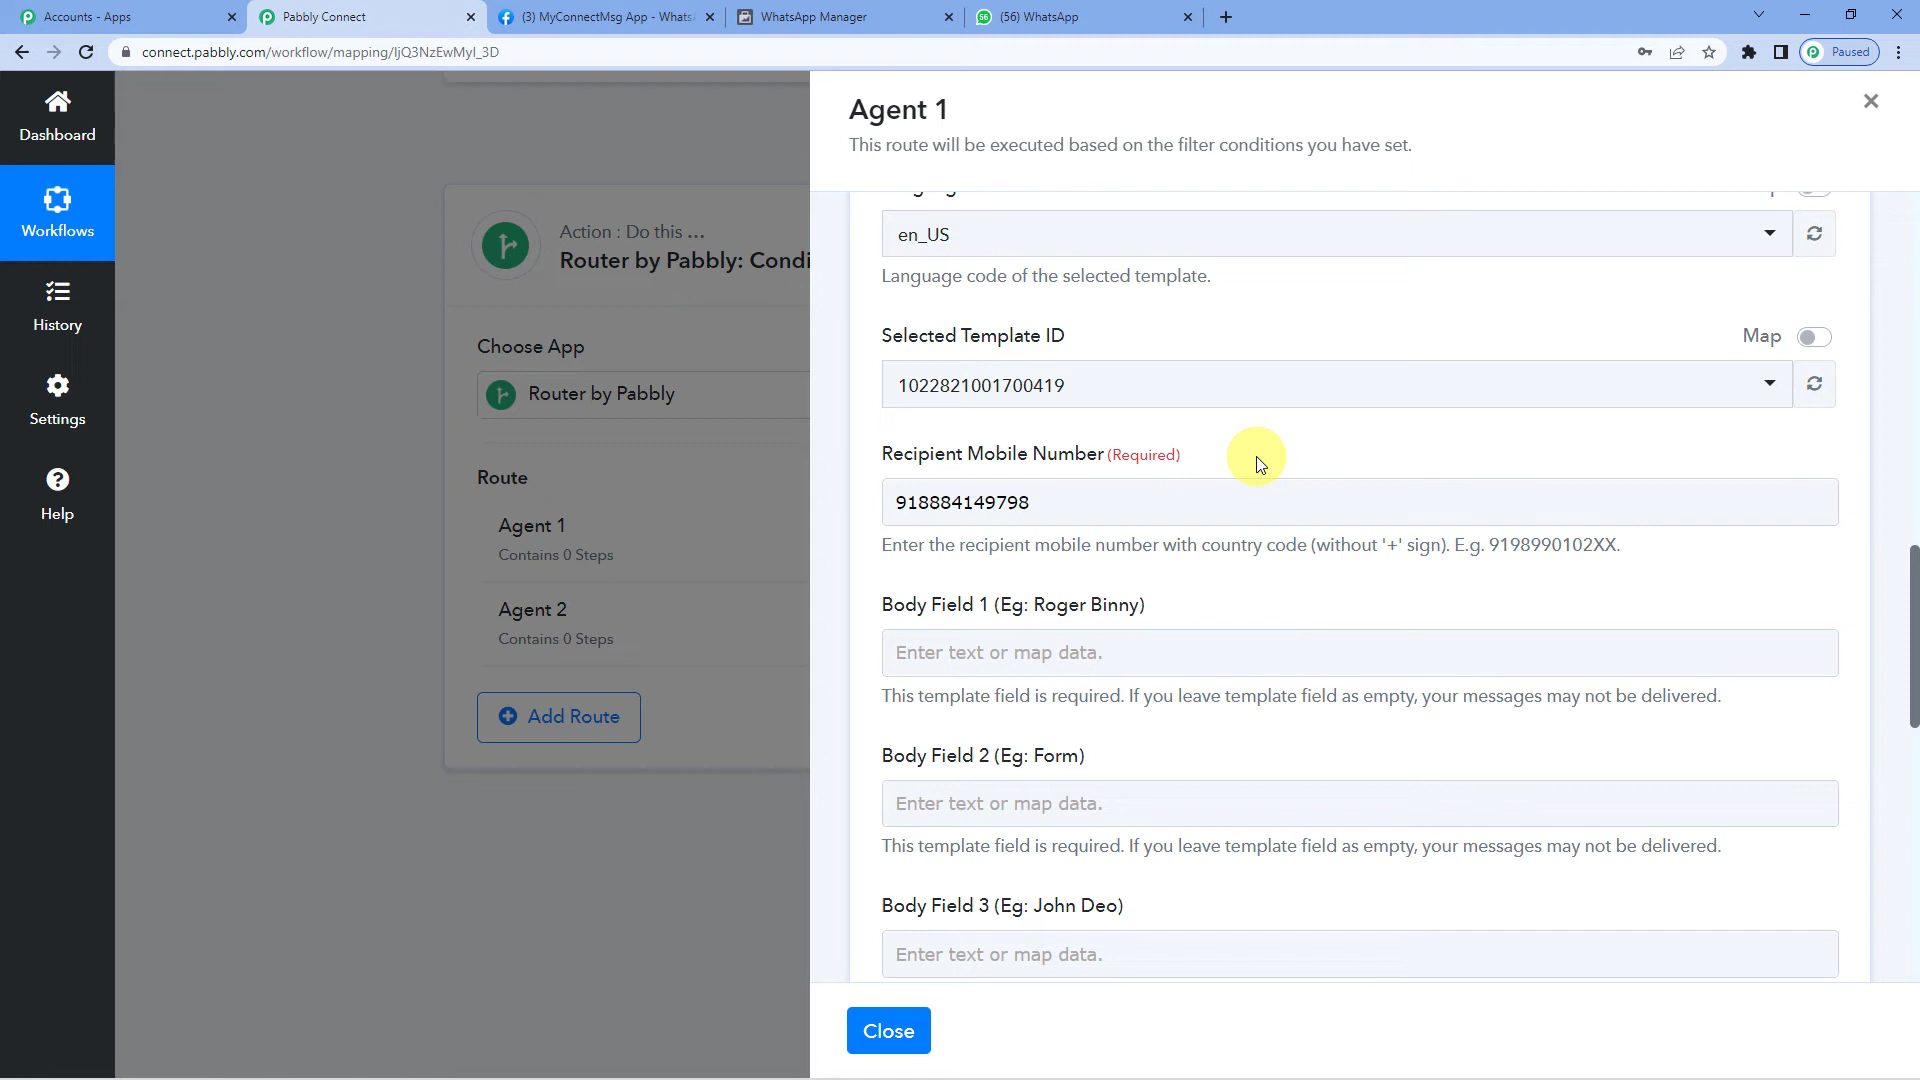 Accounts - Apps
Pabbly Connect
(3) MyConnectMsg App - Whats
WhatsApp Manager
(56) WhatsApp
connect.pabbly.com/workflow/mapping/IjQ3NzEwMyI_3D
Paused
Dashboard
Workflows
History
Settings
Help
Action : Do this ...
Router by Pabbly: Condi
Choose App
Router by Pabbly
Route
Agent 1
Contains 0 Steps
Agent 2
Contains 0 Steps
Add Route
Agent 1
This route will be executed based on the filter conditions you have set.
en_US
Language code of the selected template.
Selected Template ID
Map
1022821001700419
Recipient Mobile Number (Required)
918884149798
Enter the recipient mobile number with country code (without '+' sign). E.g. 9198990102XX.
Body Field 1 (Eg: Roger Binny)
Enter text or map data.
This template field is required. If you leave template field as empty, your messages may not be delivered.
Body Field 2 (Eg: Form)
Enter text or map data.
This template field is required. If you leave template field as empty, your messages may not be delivered.
Body Field 3 (Eg: John Deo)
Enter text or map data.
Close